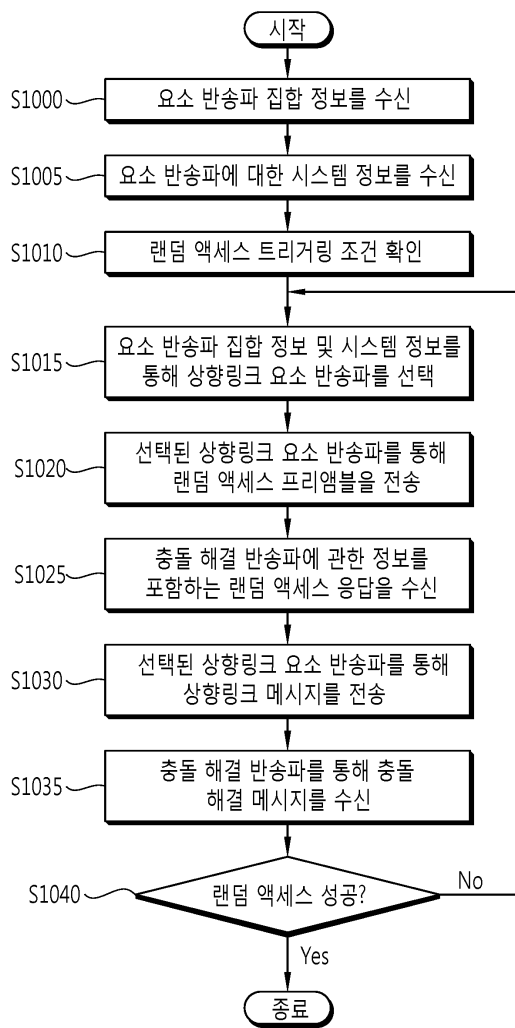 시작
S1000
요소 반송파 집합 정보를 수신
S1005
요소 반송파에 대한 시스템 정보를 수신
S1010
랜덤 액세스 트리거링 조건 확인
S1015
요소 반송파 집합 정보 및 시스템 정보를
통해 상향링크 요소 반송파를 선택
S1020
선택된 상향링크 요소 반송파를 통해
랜덤 액세스 프리앰블을 전송
S1025
충돌 해결 반송파에 관한 정보를
포함하는 랜덤 액세스 응답을 수신
S1030
선택된 상향링크 요소 반송파를 통해
상향링크 메시지를 전송
S1035
충돌 해결 반송파를 통해 충돌
해결 메시지를 수신
S1040
랜덤 액세스 성공?
No
Yes
종료